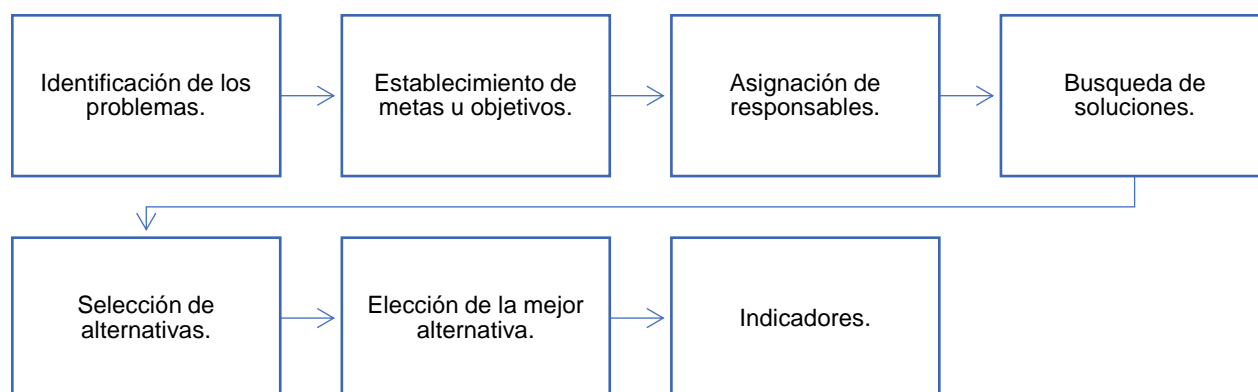 Identificación de los
problemas.
Establecimiento de
metas u objetivos.
Asignación de
responsables.
Busqueda de
soluciones.
Selección de
alternativas.
Elección de la mejor
alternativa.
Indicadores.